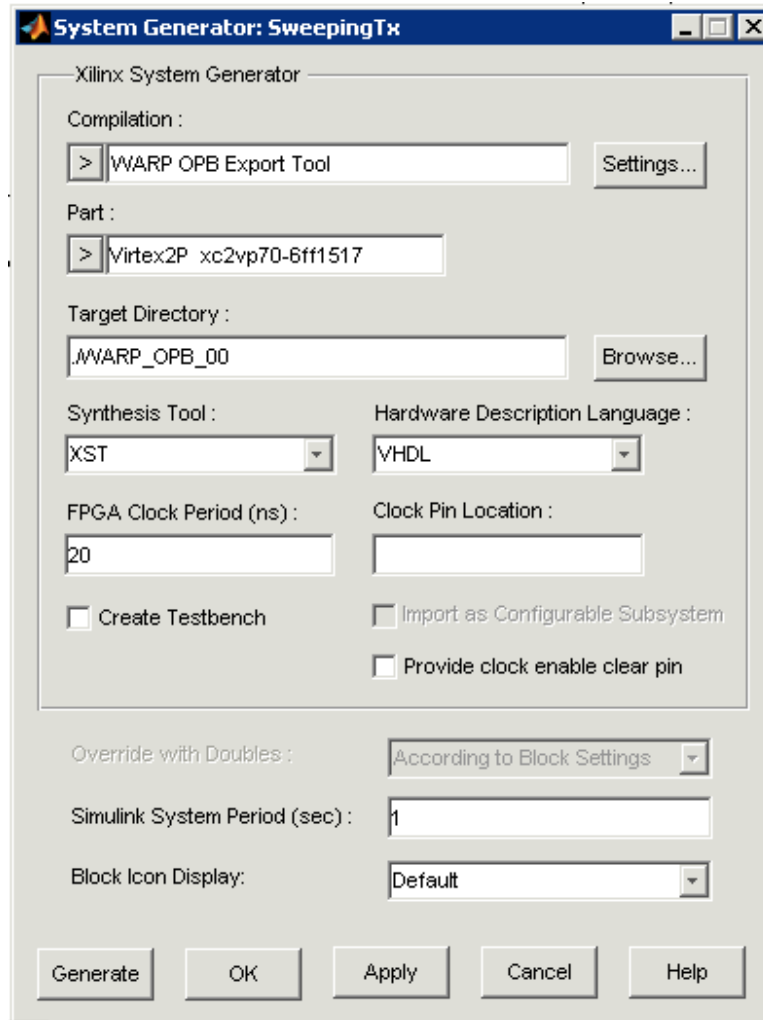 System Generator: SweepingTx
Xilinx System Generator
Compilation :
> WARP OPB Export Tool Settings...
Part :
> Virtex2P xc2vp70-6ff1517
Target Directory :
./WARP_OPB_00 Browse...
Synthesis Tool : Hardware Description Language :
XST VHDL
FPGA Clock Period (ns) : Clock Pin Location :
20
Create Testbench Import as Configurable Subsystem
Provide clock enable clear pin
Override with Doubles : According to Block Settings
Simulink System Period (sec) : 1
Block Icon Display: Default
Generate OK Apply Cancel Help